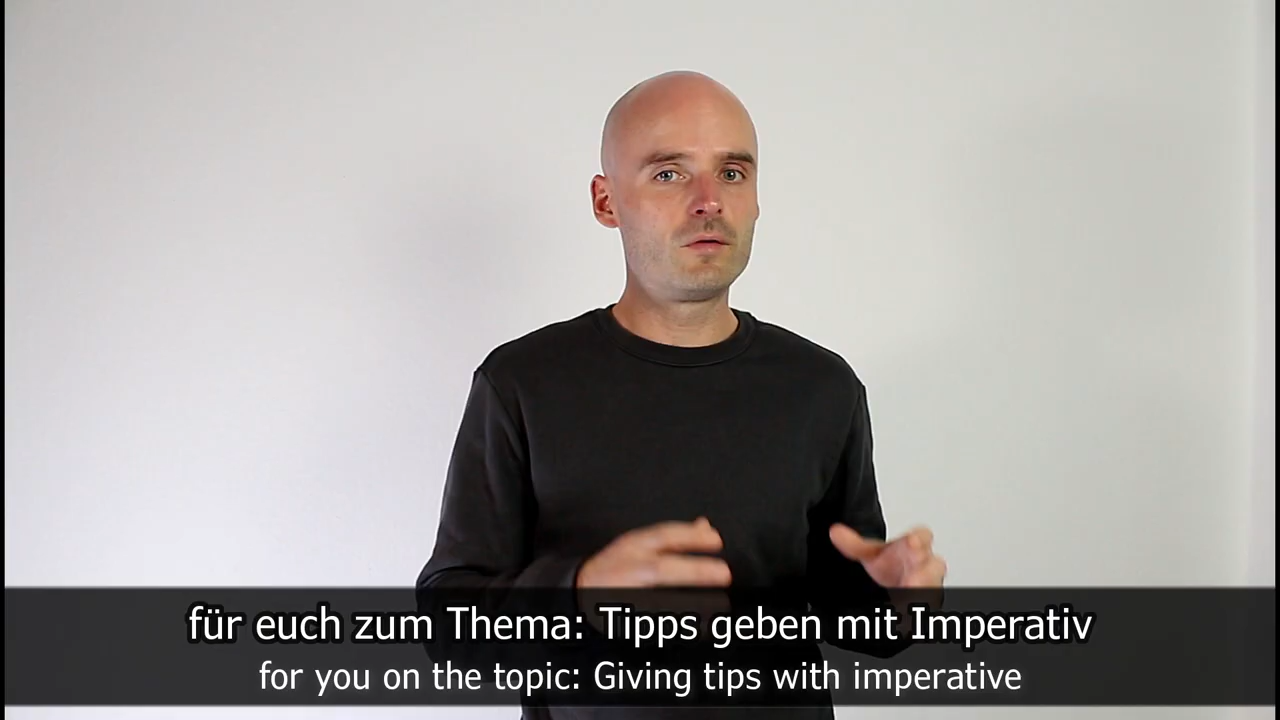 für euch zum Thema: Tipps geben mit Imperativ
for you on the topic: Giving tips with imperative